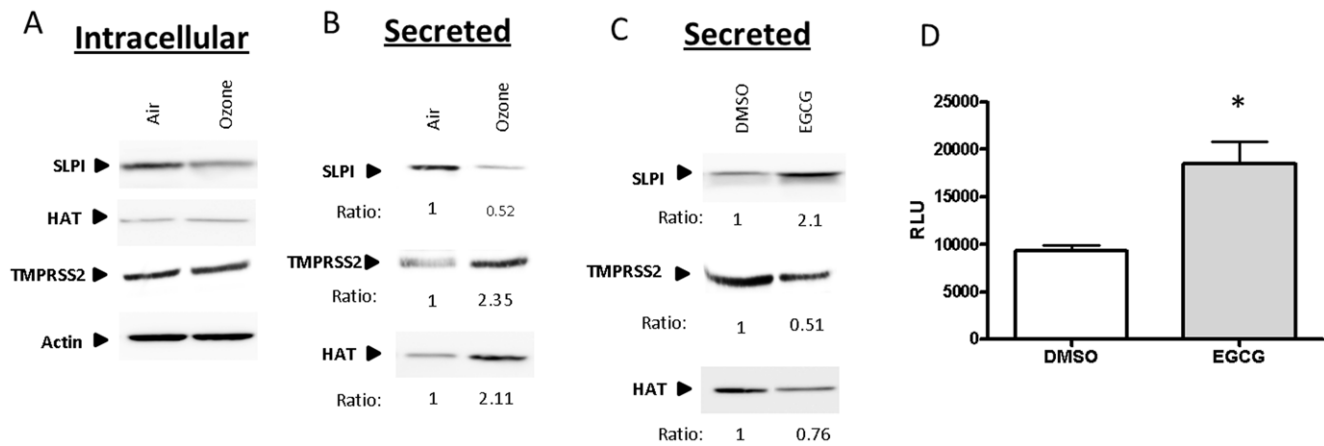 A
Intracellular
Air
Ozone
SLPI
HAT
TMPRSS2
Actin
B
Secreted
Air
Ozone
SLPI
Ratio: 1 0.52
TMPRSS2
Ratio: 1 2.35
HAT
Ratio: 1 2.11
C
Secreted
DMSO
EGCG
SLPI
Ratio: 1 2.1
TMPRSS2
Ratio: 1 0.51
HAT
Ratio: 1 0.76
D
*
25000
20000
15000
10000
5000
0
RLU
DMSO EGCG